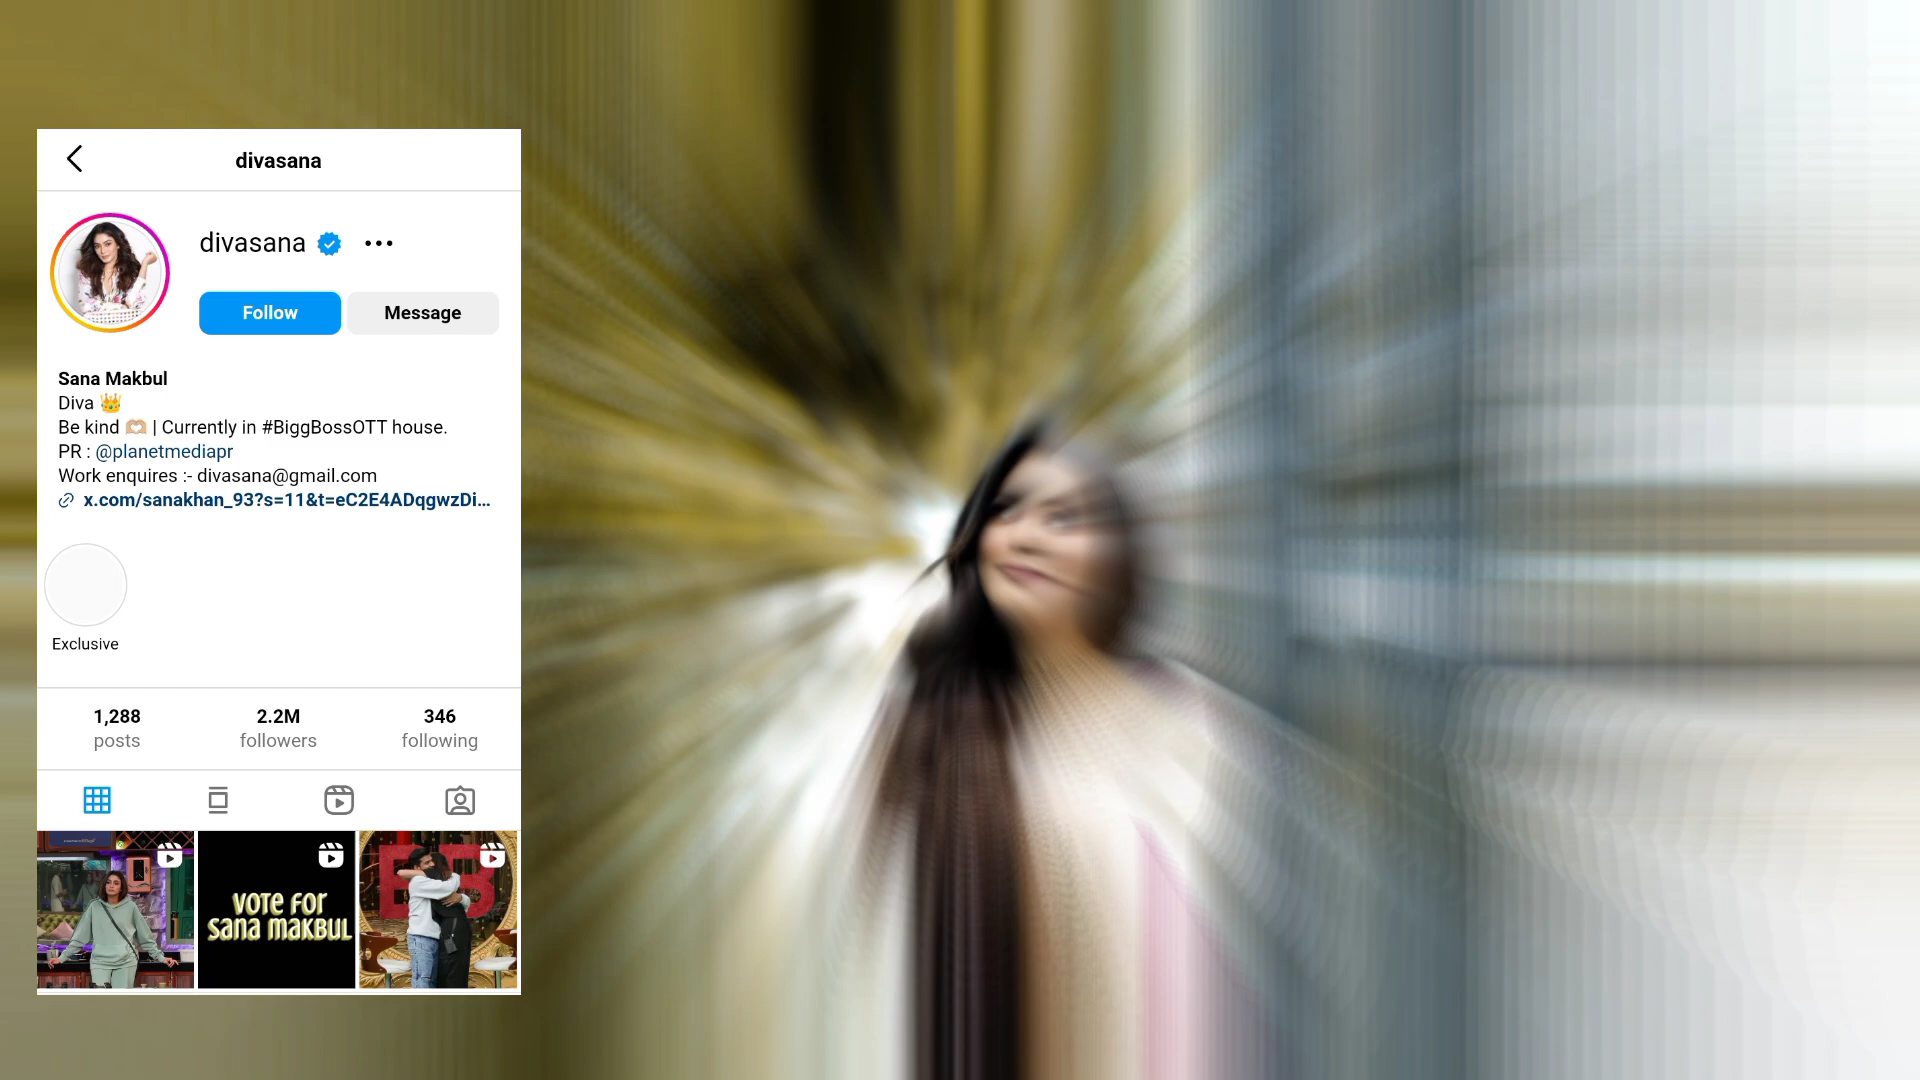 divasana
divasana
Follow
Message
Sana Makbul
Diva 👑
Be kind 🫶🏼 | Currently in #BiggBossOTT house.
PR : @planetmediapr
Work enquires :- divasana@gmail.com
x.com/sanakhan_93?s=11&t=eC2E4ADqgwzDi...
Exclusive
1,288 2.2M 346
posts followers following
VOTE FOR
SANA MAKBUL